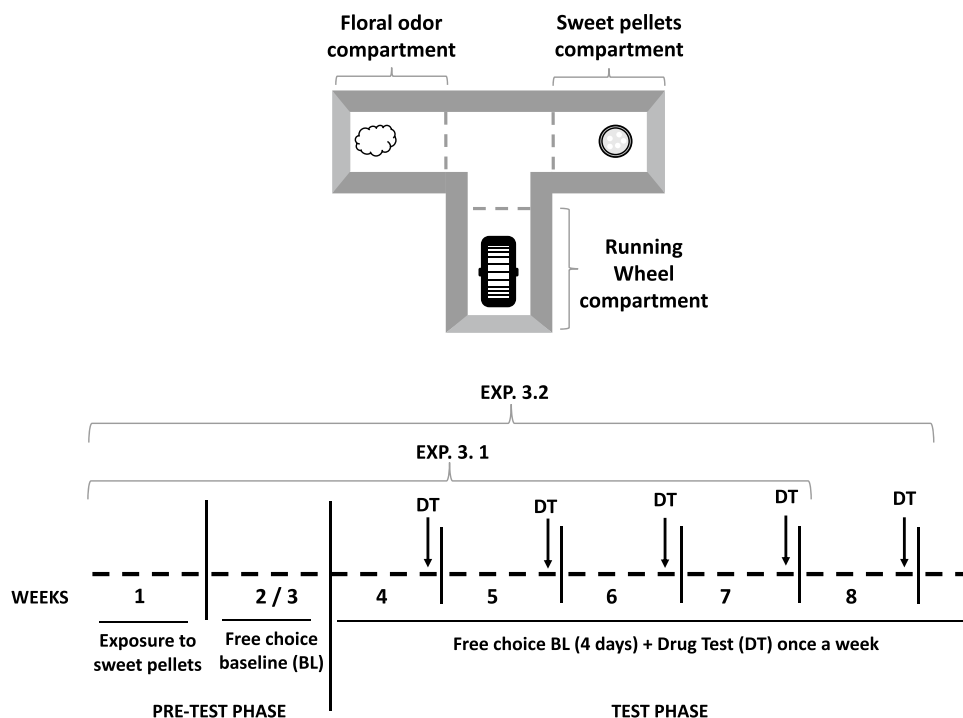 Floral odor
compartment
Sweet pellets
compartment
Running
Wheel
compartment
EXP. 3.2
EXP. 3. 1
DT
DT
DT
DT
DT
WEEKS
1
2 / 3
4
5
6
7
8
Exposure to
sweet pellets
Free choice
baseline (BL)
Free choice BL (4 days) + Drug Test (DT) once a week
PRE-TEST PHASE
TEST PHASE